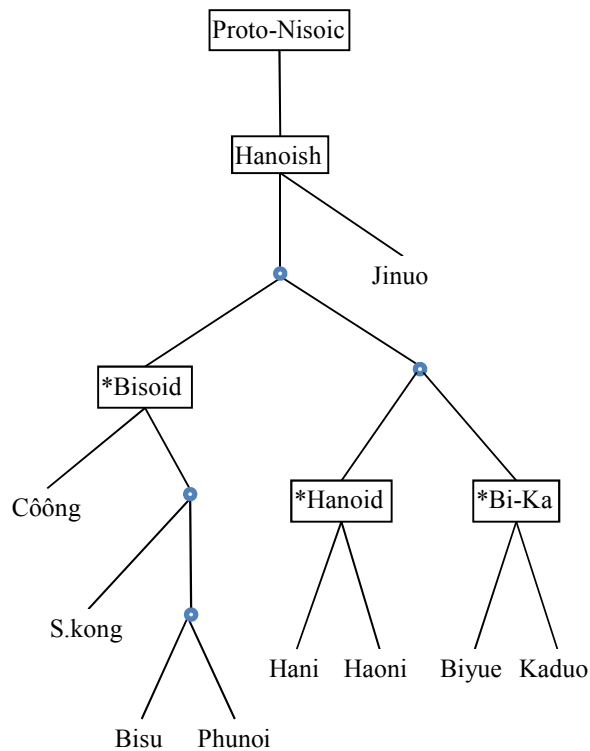 Proto-Nisoic
Hanoish
Jinuo
*Bisoid
Côông
*Hanoid
*Bi-Ka
S.kong
Hani
Haoni
Biyue
Kaduo
Bisu
Phunoi